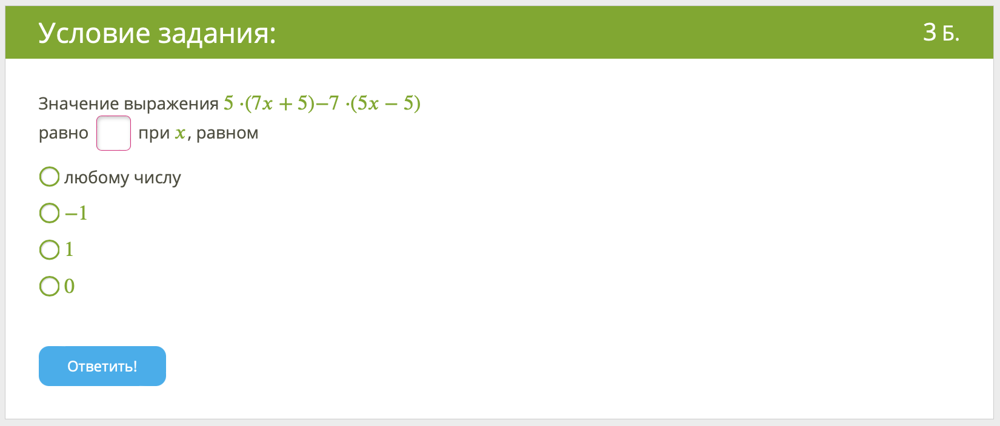 Условие задания:
3 Б.
Значение выражения 5 ·(7x + 5)−7 ·(5x − 5)
равно при x, равном
любому числу
−1
1
0
Ответить!